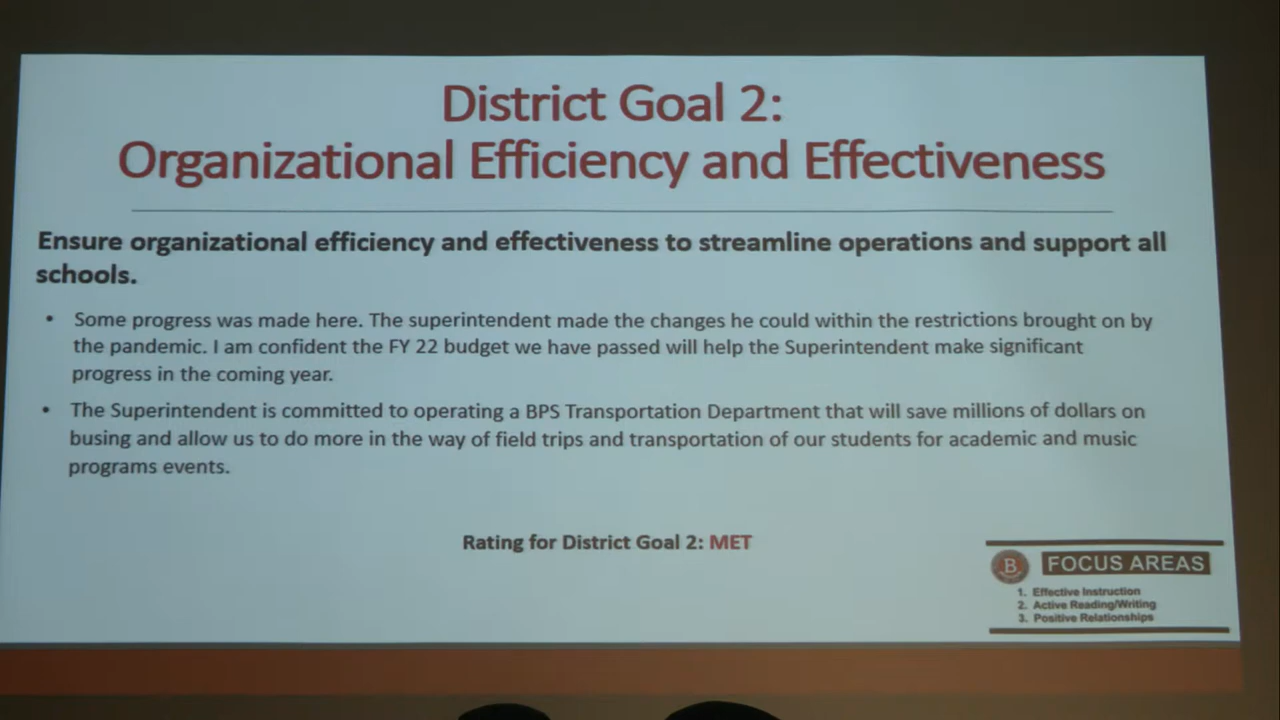 District Goal 2:
Organizational Efficiency and Effectiveness
Ensure organizational efficiency and effectiveness to streamline operations and support all
schools.
• Some progress was made here. The superintendent made the changes he could within the restrictions brought on by
the pandemic. I am confident the FY 22 budget we have passed will help the Superintendent make significant
progress in the coming year.
• The Superintendent is committed to operating a BPS Transportation Department that will save millions of dollars on
busing and allow us to do more in the way of field trips and transportation of our students for academic and music
programs events.
Rating for District Goal 2: MET
B
FOCUS AREAS
1. Effective Instruction
2. Active Reading/Writing
3. Positive Relationships